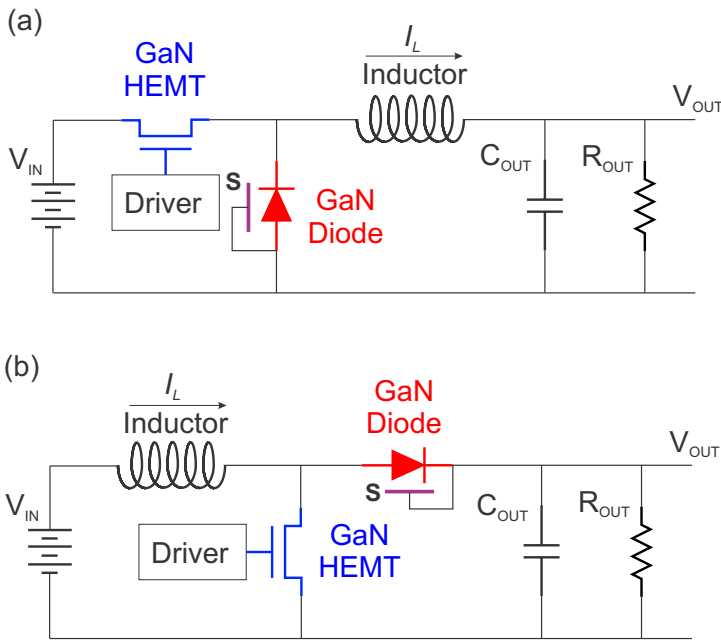 (a)
GaN
HEMT
I_L
Inductor
V_OUT
V_IN
Driver
S
GaN
Diode
C_OUT
R_OUT
(b)
I_L
Inductor
GaN
Diode
V_OUT
V_IN
S
Driver
GaN
HEMT
C_OUT
R_OUT